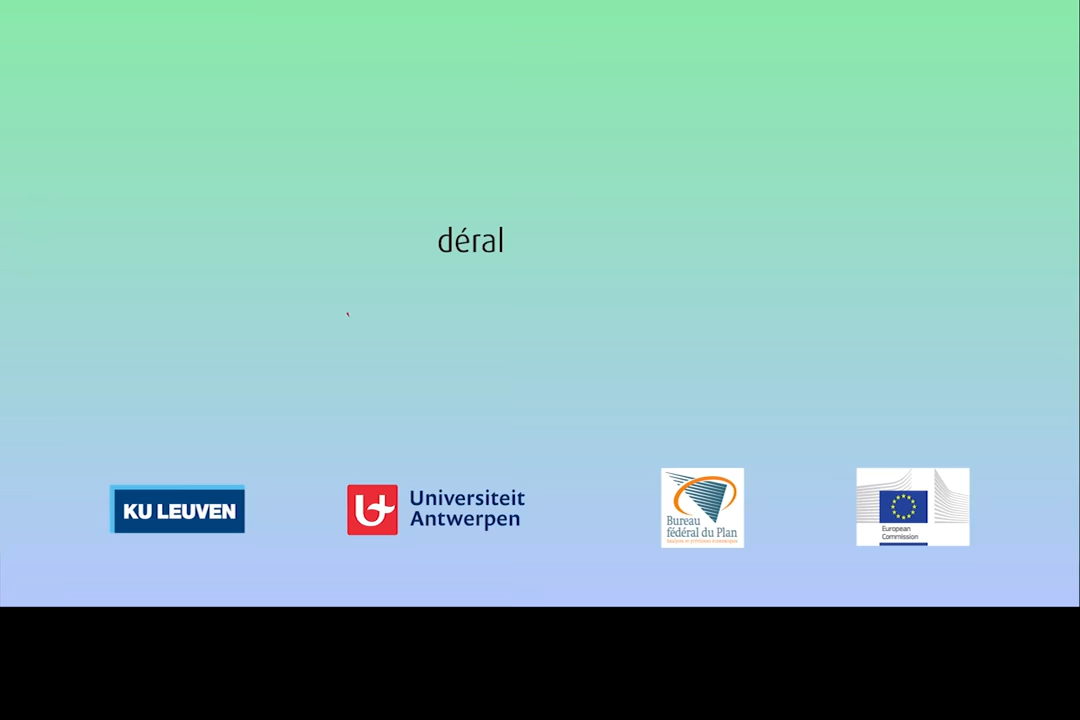 déral
KU LEUVEN
Universiteit
Antwerpen
Bureau
fédéral du Plan
European
Commission